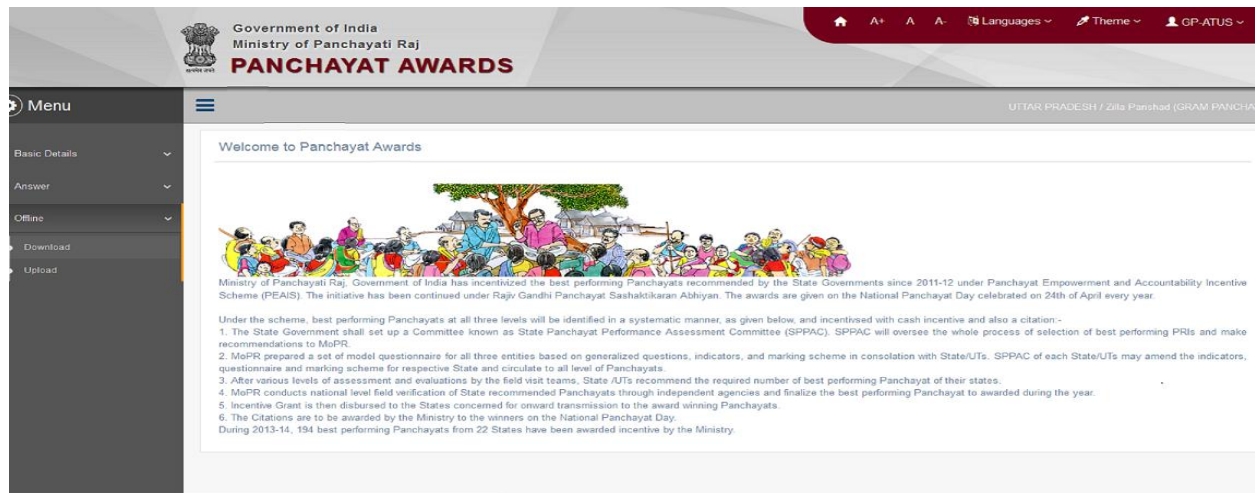 Government of India
Ministry of Panchayati Raj
PANCHAYAT AWARDS
A+ A A- Languages Theme GP-ATUS
Menu
UTTAR PRADESH / Zilla Parishad (GRAM PANCHA
Basic Details
Answer
Offline
Download
Upload
Welcome to Panchayat Awards
Ministry of Panchayati Raj, Government of India has incentivized the best performing Panchayats recommended by the State Governments since 2011-12 under Panchayat Empowerment and Accountability Incentive
Scheme (PEAIS). The initiative has been continued under Rajiv Gandhi Panchayat Sashaktikaran Abhiyan. The awards are given on the National Panchayat Day celebrated on 24th of April every year.
Under the scheme, best performing Panchayats at all three levels will be identified in a systematic manner, as given below, and incentivised with cash incentive and also a citation:-
1. The State Government shall set up a Committee known as State Panchayat Performance Assessment Committee (SPPAC). SPPAC will oversee the whole process of selection of best performing PRIs and make
recommendations to MoPR.
2. MoPR prepared a set of model questionnaire for all three entities based on generalized questions, indicators, and marking scheme in consolation with State/UTs. SPPAC of each State/UTs may amend the indicators,
questionnaire and marking scheme for respective State and circulate to all level of Panchayats.
3. After various levels of assessment and evaluations by the field visit teams, State /UTs recommend the required number of best performing Panchayat of their states.
4. MoPR conducts national level field verification of State recommended Panchayats through independent agencies and finalize the best performing Panchayat to awarded during the year.
5. Incentive Grant is then disbursed to the States concerned for onward transmission to the award winning Panchayats.
6. The Citations are to be awarded by the Ministry to the winners on the National Panchayat Day.
During 2013-14, 194 best performing Panchayats from 22 States have been awarded incentive by the Ministry.